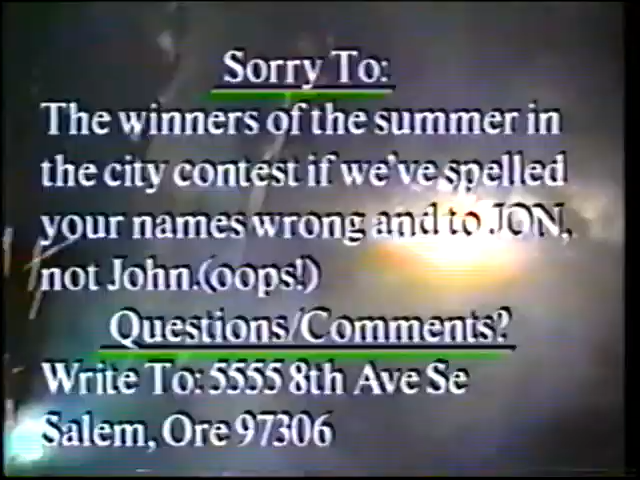 Sorry To:
The winners of the summer in
the city contest if we've spelled
your names wrong and to JON,
not John.(oops!)
Questions/Comments?
Write To: 5555 8th Ave Se
Salem, Ore 97306